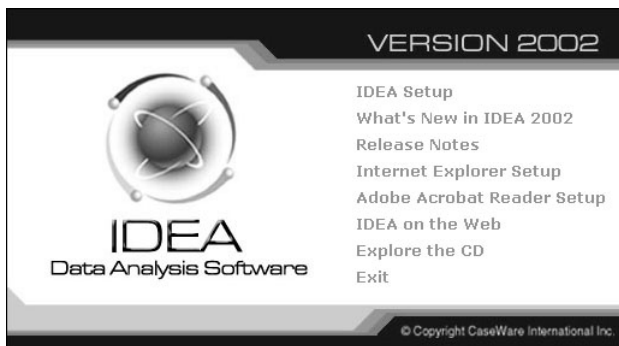 VERSION 2002
IDEA Setup
What's New in IDEA 2002
Release Notes
Internet Explorer Setup
Adobe Acrobat Reader Setup
IDEA on the Web
Explore the CD
Exit
IDEA
Data Analysis Software
© Copyright CaseWare International Inc.